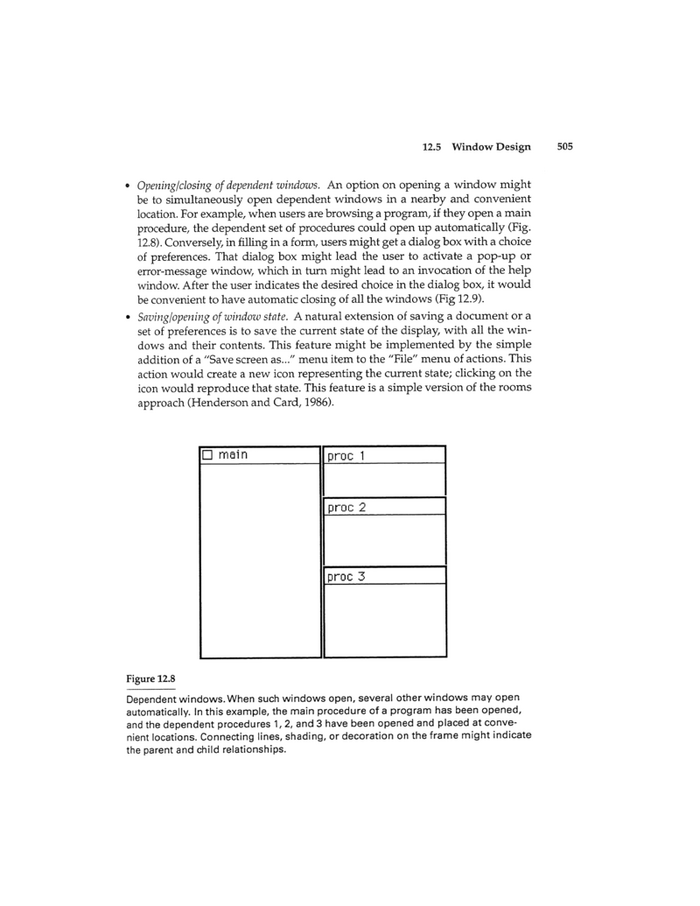 12.5 Window Design 505
• Opening/closing of dependent windows. An option on opening a window might
be to simultaneously open dependent windows in a nearby and convenient
location. For example, when users are browsing a program, if they open a main
procedure, the dependent set of procedures could open up automatically (Fig.
12.8). Conversely, in filling in a form, users might get a dialog box with a choice
of preferences. That dialog box might lead the user to activate a pop-up or
error-message window, which in turn might lead to an invocation of the help
window. After the user indicates the desired choice in the dialog box, it would
be convenient to have automatic closing of all the windows (Fig 12.9).
• Saving/opening of window state. A natural extension of saving a document or a
set of preferences is to save the current state of the display, with all the win-
dows and their contents. This feature might be implemented by the simple
addition of a "Save screen as..." menu item to the "File" menu of actions. This
action would create a new icon representing the current state; clicking on the
icon would reproduce that state. This feature is a simple version of the rooms
approach (Henderson and Card, 1986).
main
proc 1
proc 2
proc 3
Figure 12.8
Dependent windows. When such windows open, several other windows may open
automatically. In this example, the main procedure of a program has been opened,
and the dependent procedures 1, 2, and 3 have been opened and placed at conve-
nient locations. Connecting lines, shading, or decoration on the frame might indicate
the parent and child relationships.